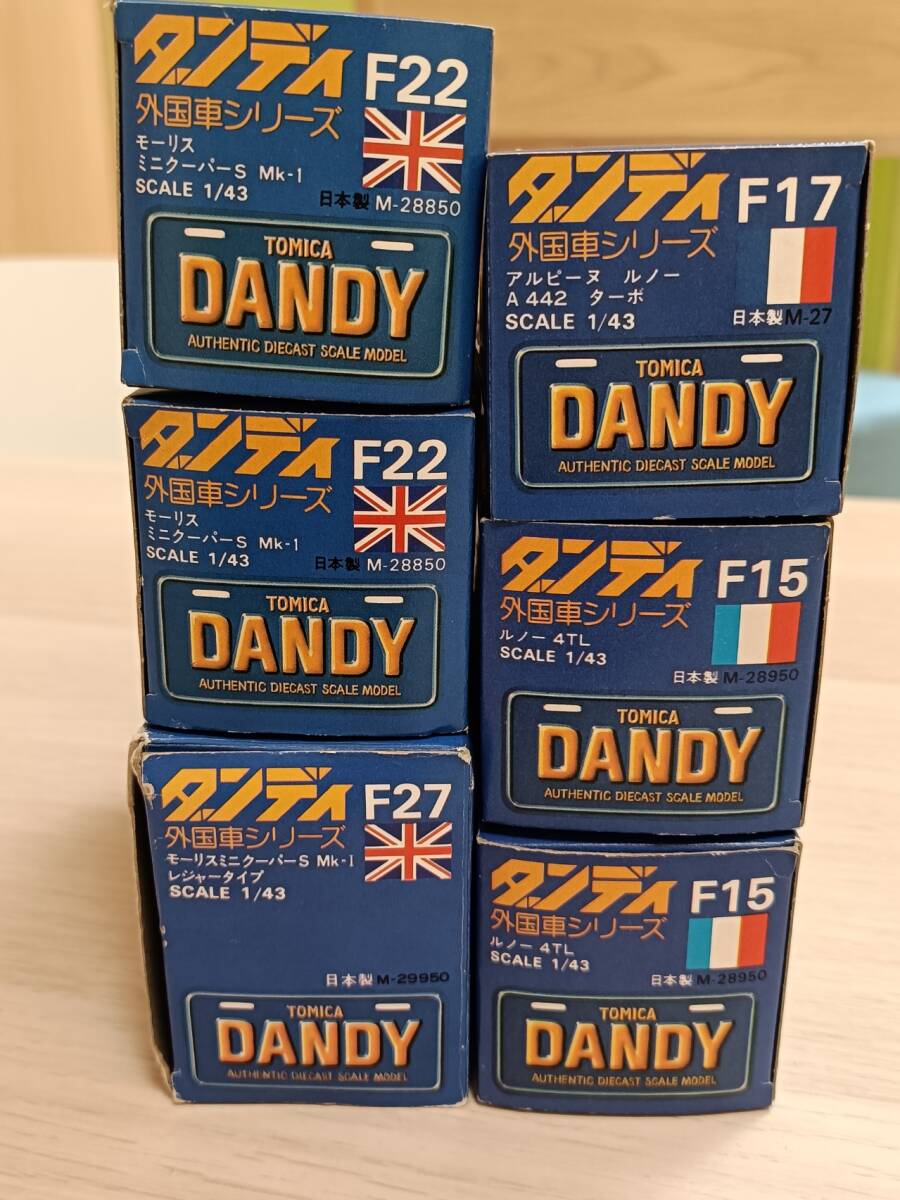 ダンディ F22
外国車シリーズ
モーリス
ミニクーパーS Mk-1
SCALE 1/43
日本製 M-28850
TOMICA
DANDY
AUTHENTIC DIECAST SCALE MODEL
ダンディ F22
外国車シリーズ
モーリス
ミニクーパーS Mk-1
SCALE 1/43
日本製 M-28850
TOMICA
DANDY
AUTHENTIC DIECAST SCALE MODEL
ダンディ F27
外国車シリーズ
モーリスミニクーパーS Mk-I
レジャータイプ
SCALE 1/43
日本製 M-29950
TOMICA
DANDY
AUTHENTIC DIECAST SCALE MODEL
ダンディ F17
外国車シリーズ
アルピーヌ ルノー
A 442 ターボ
SCALE 1/43
日本製 M-27
TOMICA
DANDY
AUTHENTIC DIECAST SCALE MODEL
ダンディ F15
外国車シリーズ
ルノー 4TL
SCALE 1/43
日本製 M-28950
TOMICA
DANDY
AUTHENTIC DIECAST SCALE MODEL
ダンディ F15
外国車シリーズ
ルノー 4TL
SCALE 1/43
日本製 M-28950
TOMICA
DANDY
AUTHENTIC DIECAST SCALE MODEL